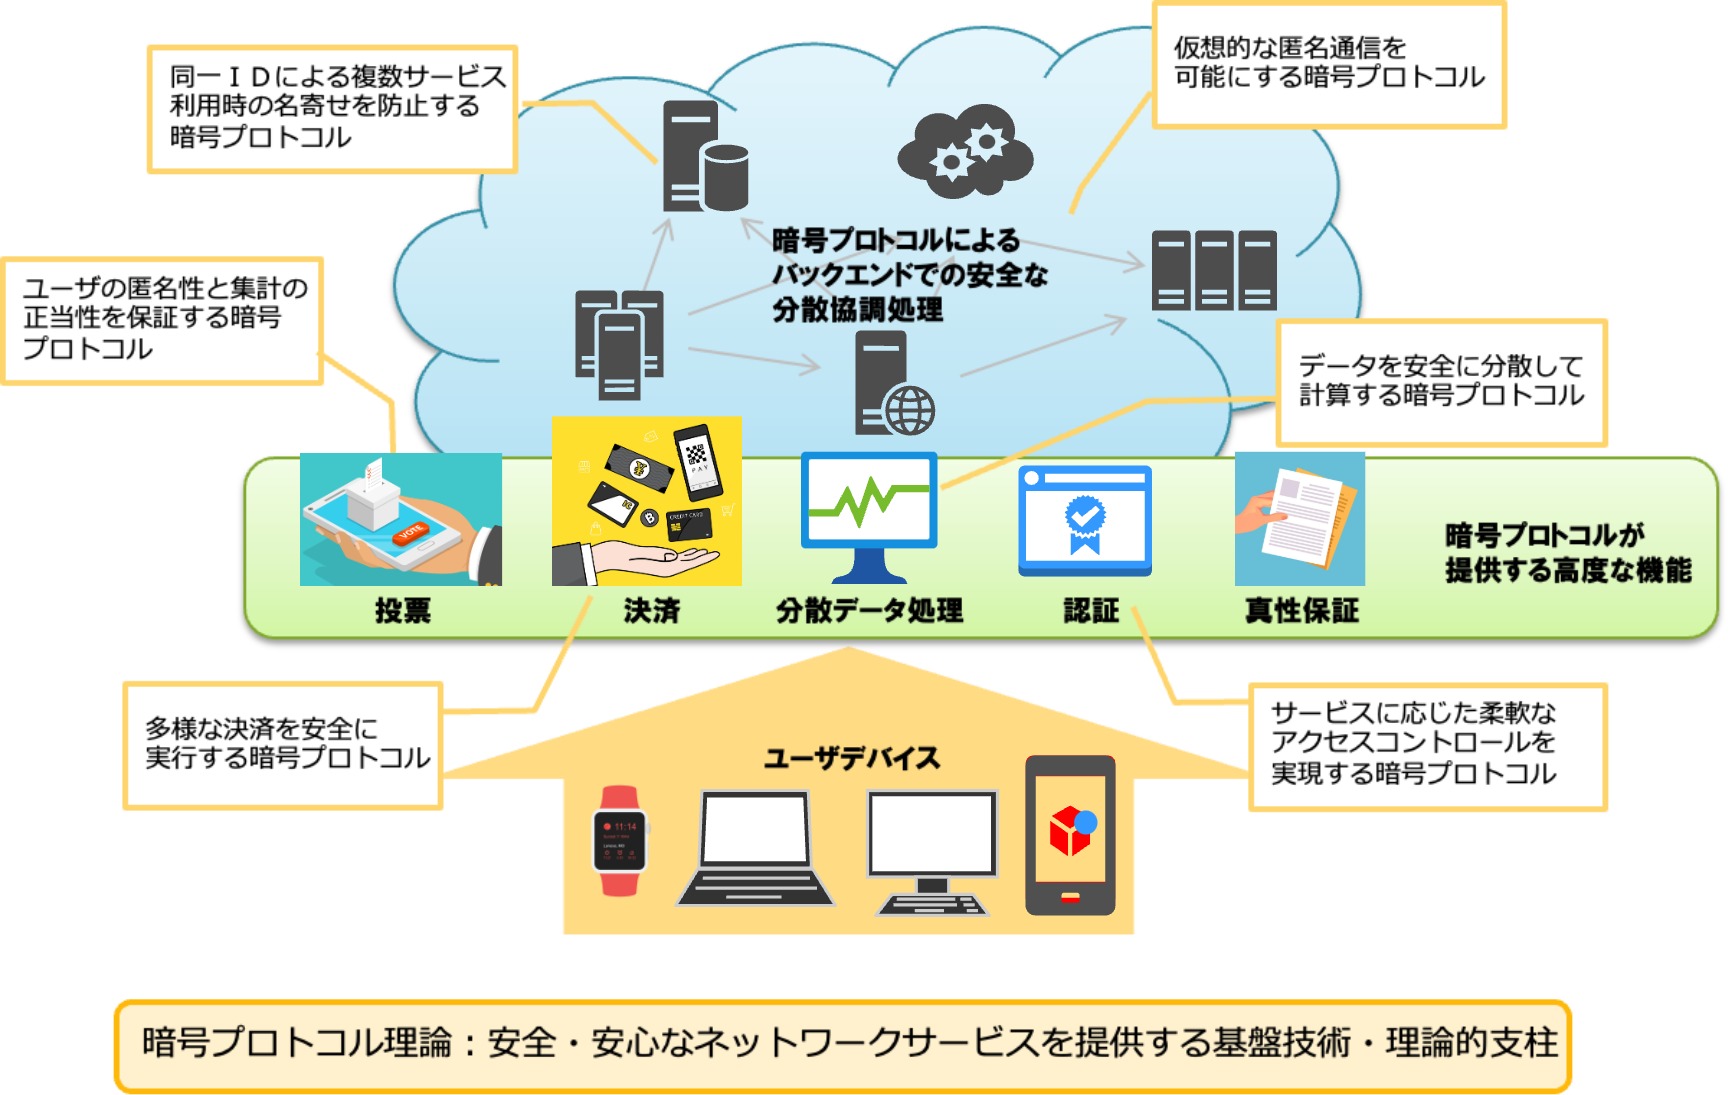 同一ＩＤによる複数サービス
利用時の名寄せを防止する
暗号プロトコル
仮想的な匿名通信を
可能にする暗号プロトコル
暗号プロトコルによる
バックエンドでの安全な
分散協調処理
ユーザの匿名性と集計の
正当性を保証する暗号
プロトコル
データを安全に分散して
計算する暗号プロトコル
VOTE
PAY
CREDIT CARD
投票
決済
分散データ処理
認証
真性保証
暗号プロトコルが
提供する高度な機能
多様な決済を安全に
実行する暗号プロトコル
サービスに応じた柔軟な
アクセスコントロールを
実現する暗号プロトコル
ユーザデバイス
11:14
暗号プロトコル理論：安全・安心なネットワークサービスを提供する基盤技術・理論的支柱